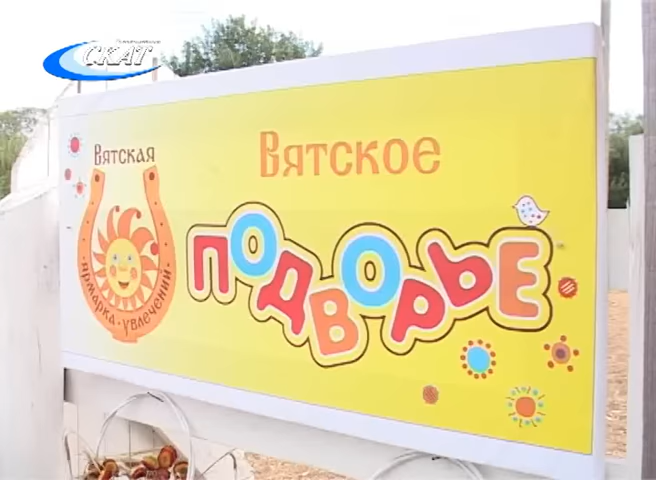 СКАТ
Вятская
ярмарка · увлечений
Вятское
ПОДВОРЬЕ